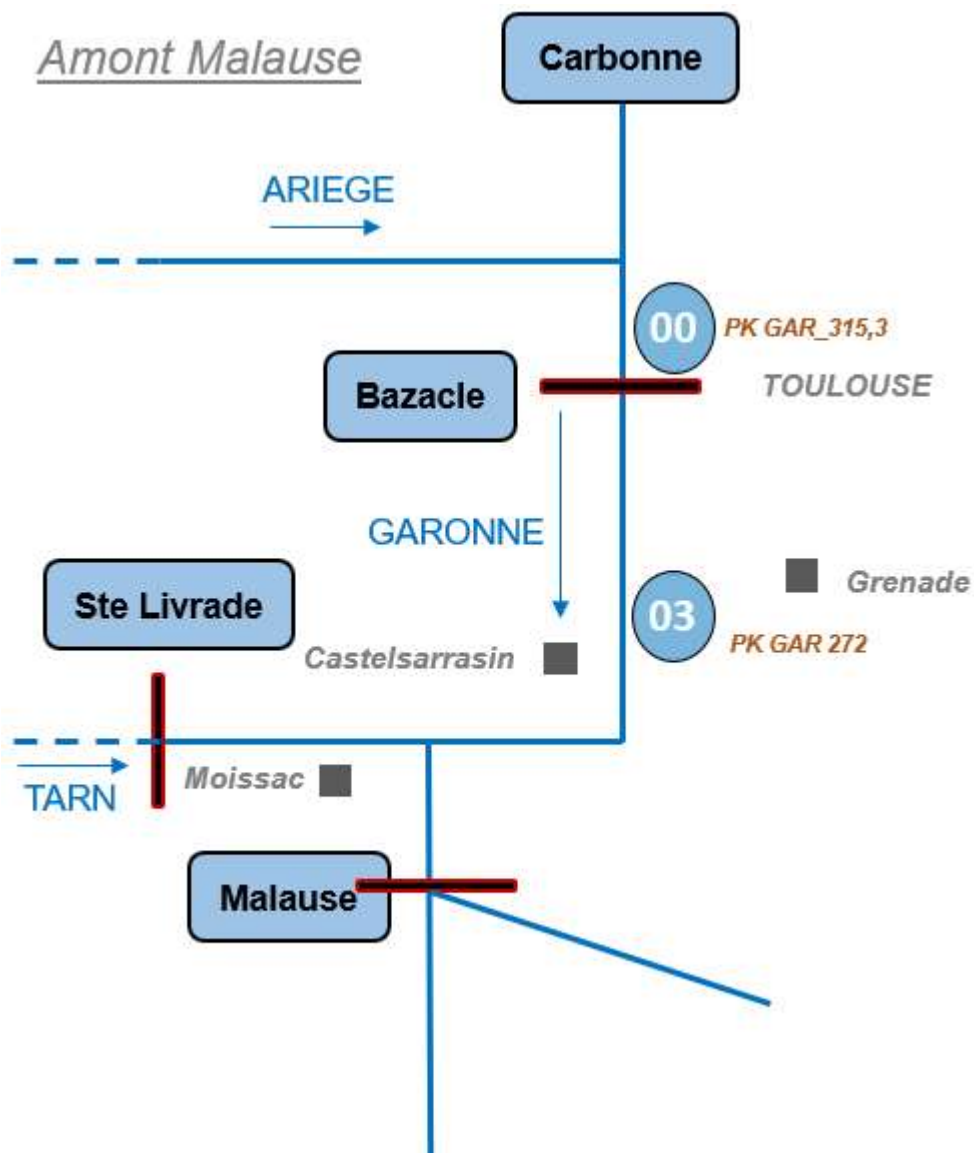 Amont Malause
Carbonne
ARIEGE
00
PK GAR_315,3
Bazacle
TOULOUSE
GARONNE
Ste Livrade
03
Grenade
Castelsarrasin
PK GAR 272
Moissac
TARN
Malause